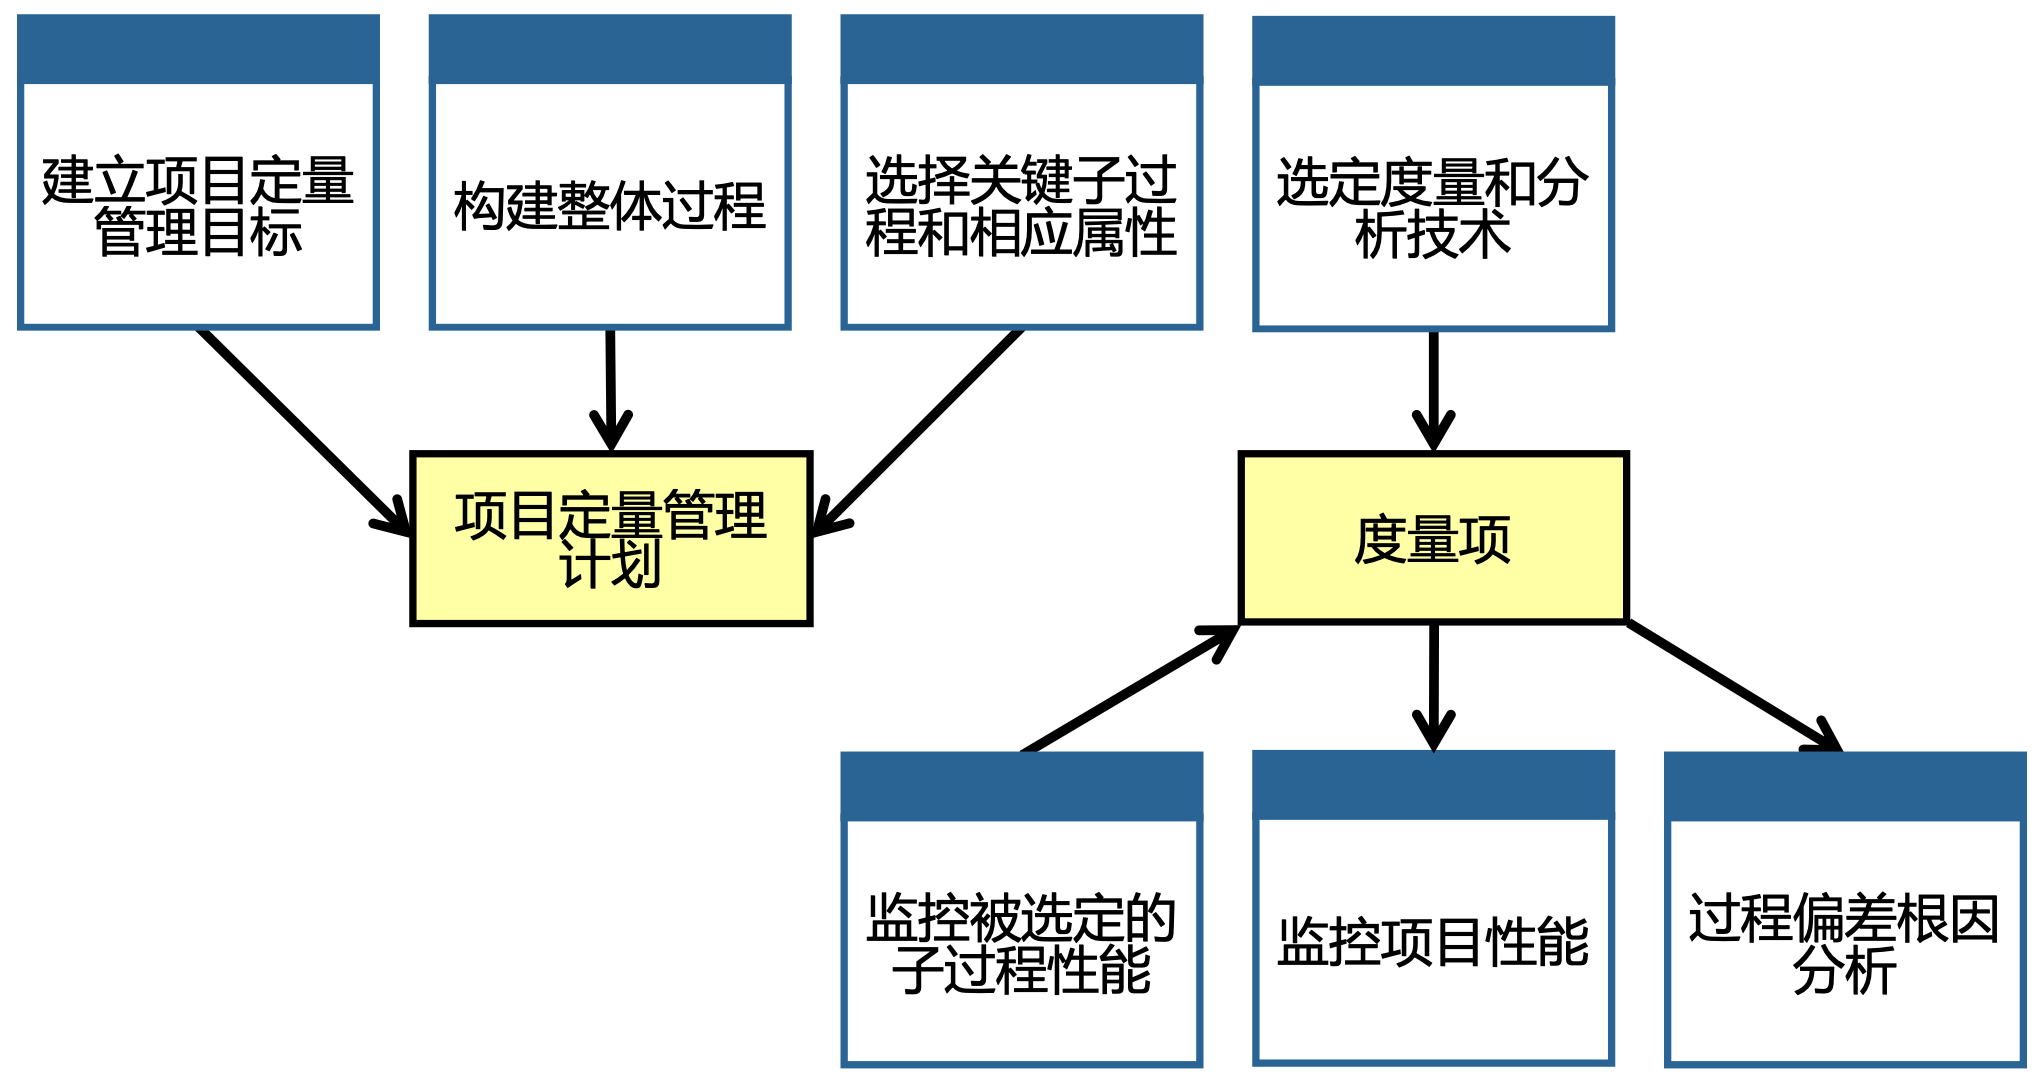 建立项目定量
管理目标
构建整体过程
选择关键子过
程和相应属性
选定度量和分
析技术
项目定量管理
计划
度量项
监控被选定的
子过程性能
监控项目性能
过程偏差根因
分析